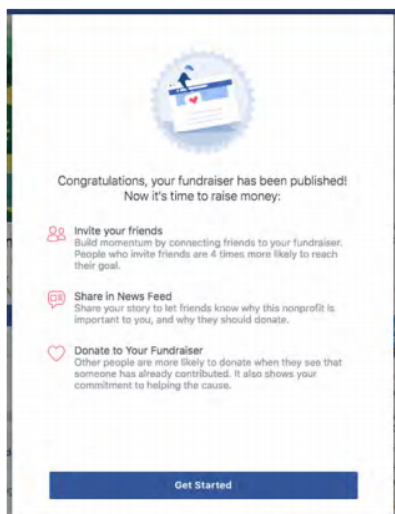 Congratulations, your fundraiser has been published!
Now it's time to raise money:
Invite your friends
Build momentum by connecting friends to your fundraiser.
People who invite friends are 4 times more likely to reach
their goal.
Share in News Feed
Share your story to let friends know why this nonprofit is
important to you, and why they should donate.
Donate to Your Fundraiser
Other people are more likely to donate when they see that
someone has already contributed. It also shows your
commitment to helping the cause.
Get Started